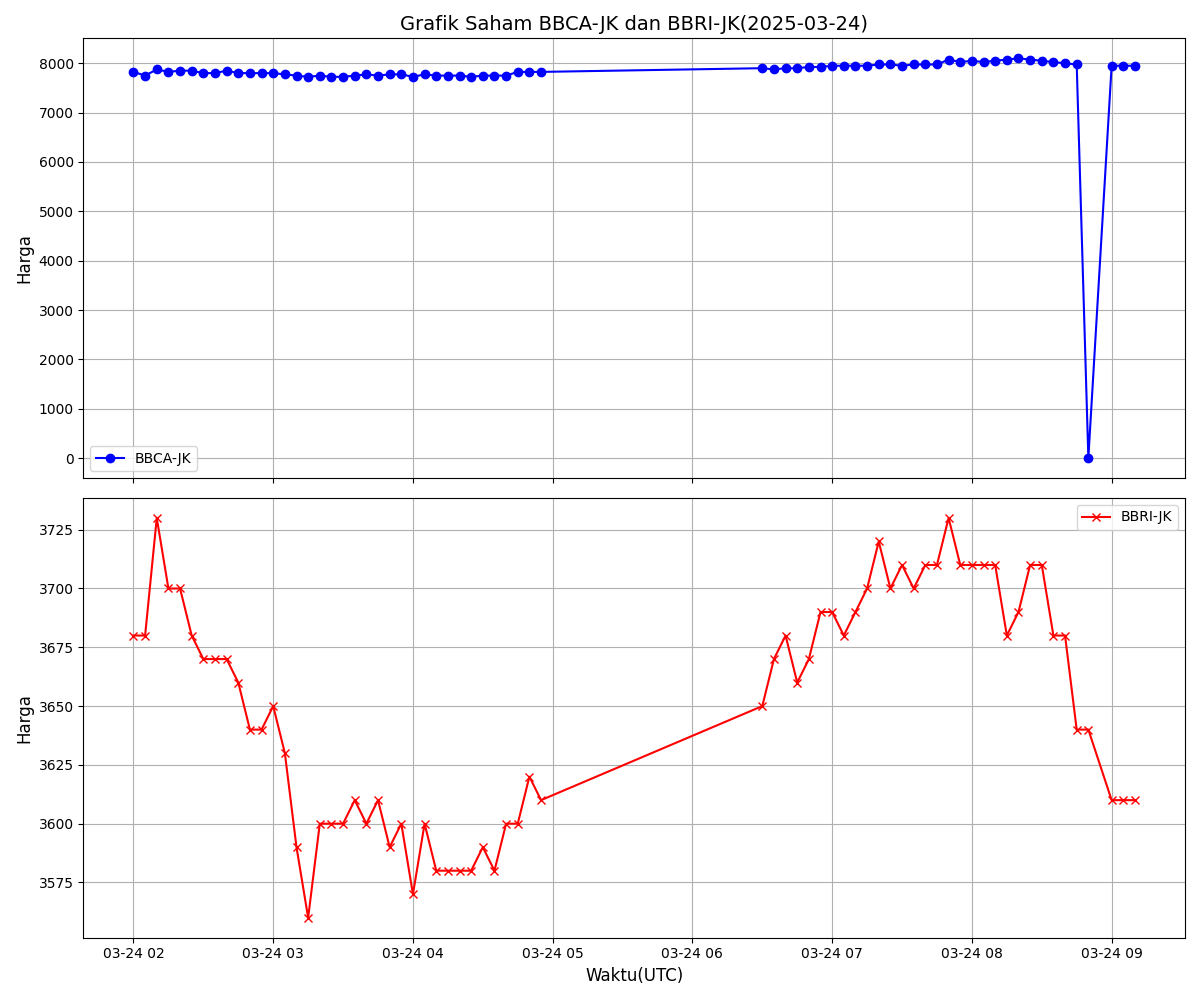 Grafik Saham BBCA-JK dan BBRI-JK(2025-03-24)
8000
7000
6000
5000
4000
3000
2000
1000
0
Harga
BBCA-JK
3725
3700
3675
3650
3625
3600
3575
Harga
BBRI-JK
03-24 02 03-24 03 03-24 04 03-24 05 03-24 06 03-24 07 03-24 08 03-24 09
Waktu(UTC)